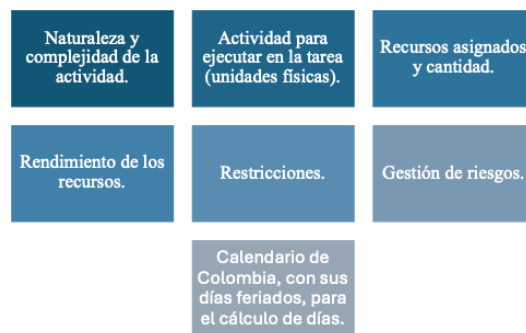 Naturaleza y
complejidad de la
actividad.
Actividad para
ejecutar en la tarea
(unidades físicas).
Recursos asignados
y cantidad.
Rendimiento de los
recursos.
Restricciones.
Gestión de riesgos.
Calendario de
Colombia, con sus
días feriados, para
el cálculo de días.